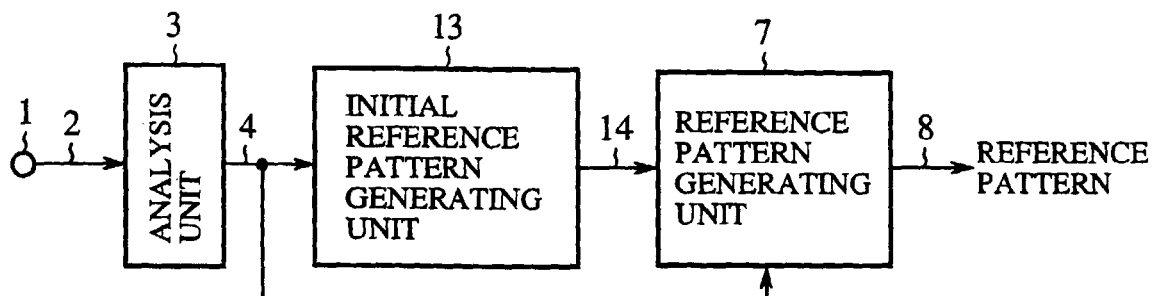 3
13
7
1
2
ANALYSIS
UNIT
4
INITIAL
REFERENCE
PATTERN
GENERATING
UNIT
14
REFERENCE
PATTERN
GENERATING
UNIT
8
REFERENCE
PATTERN